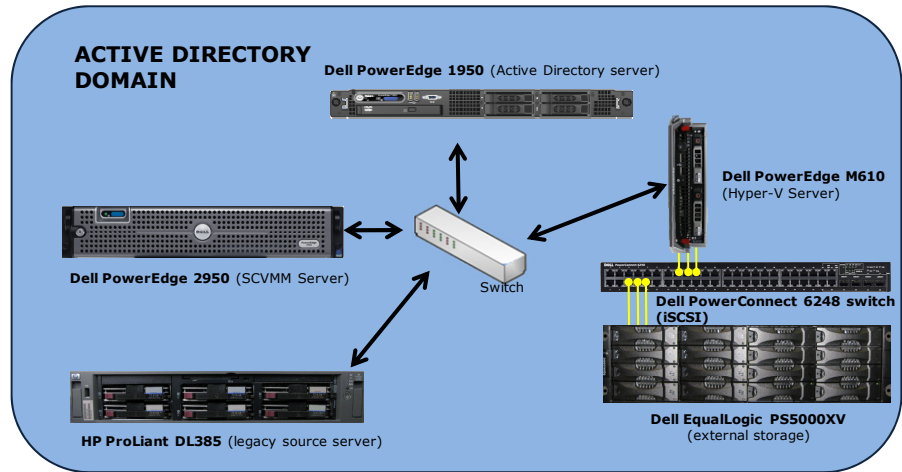 ACTIVE DIRECTORY
DOMAIN
Dell PowerEdge 1950 (Active Directory server)
Dell PowerEdge M610
(Hyper-V Server)
Dell PowerEdge 2950 (SCVMM Server)
Switch
Dell PowerConnect 6248 switch
(iSCSI)
HP ProLiant DL385 (legacy source server)
Dell EqualLogic PS5000XV
(external storage)